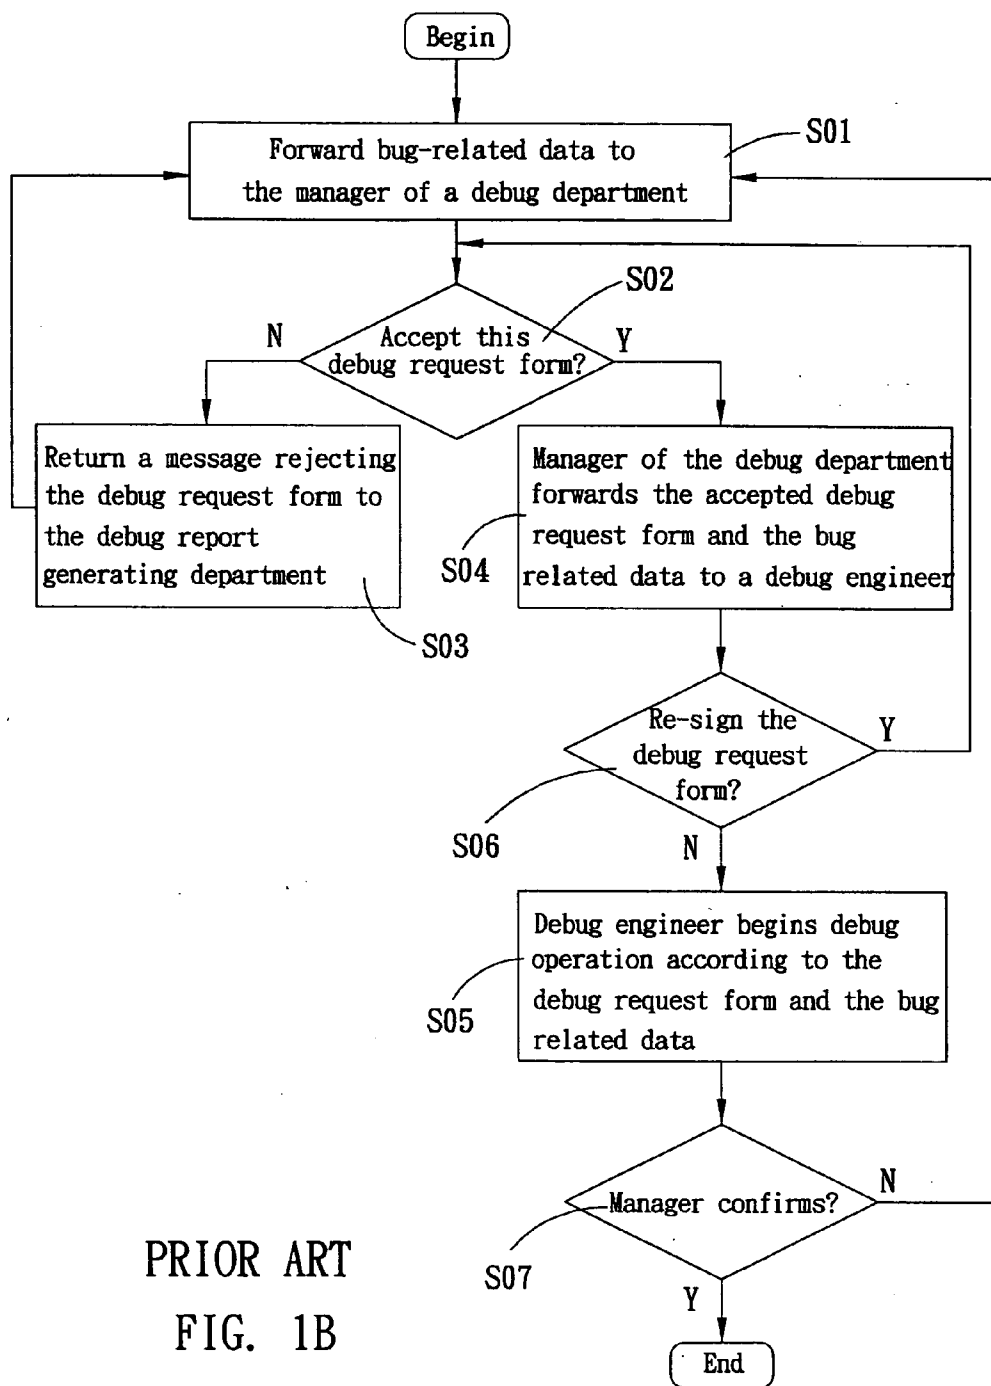 Begin
Forward bug-related data to
the manager of a debug department
S01
S02
N
Accept this
debug request form?
Y
Return a message rejecting
the debug request form to
the debug report
generating department
S03
Manager of the debug department
forwards the accepted debug
request form and the bug
related data to a debug engineer
S04
Re-sign the
debug request
form?
Y
S06
N
Debug engineer begins debug
operation according to the
debug request form and the bug
related data
S05
Manager confirms?
N
S07
Y
End
PRIOR ART
FIG. 1B